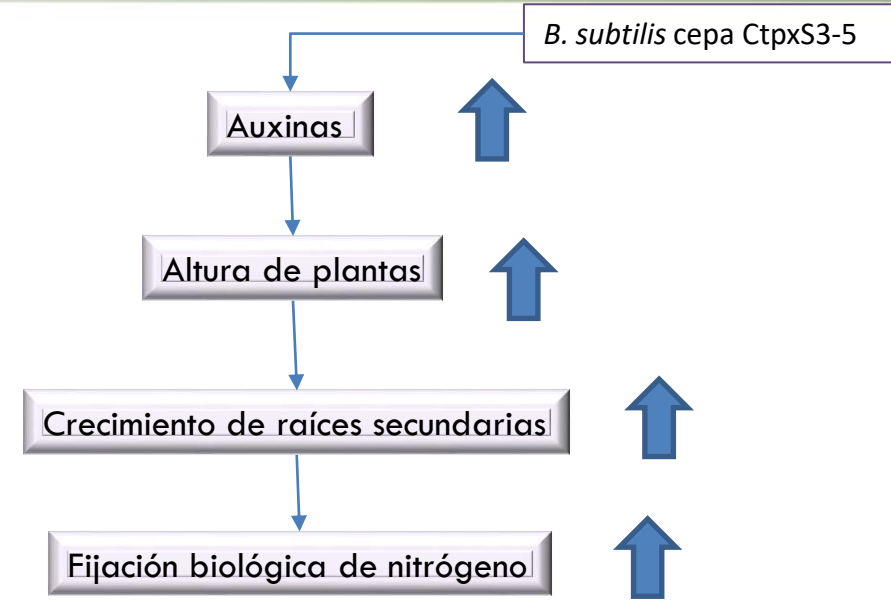 B. subtilis cepa CtpxS3-5
Auxinas
Altura de plantas
Crecimiento de raíces secundarias
Fijación biológica de nitrógeno